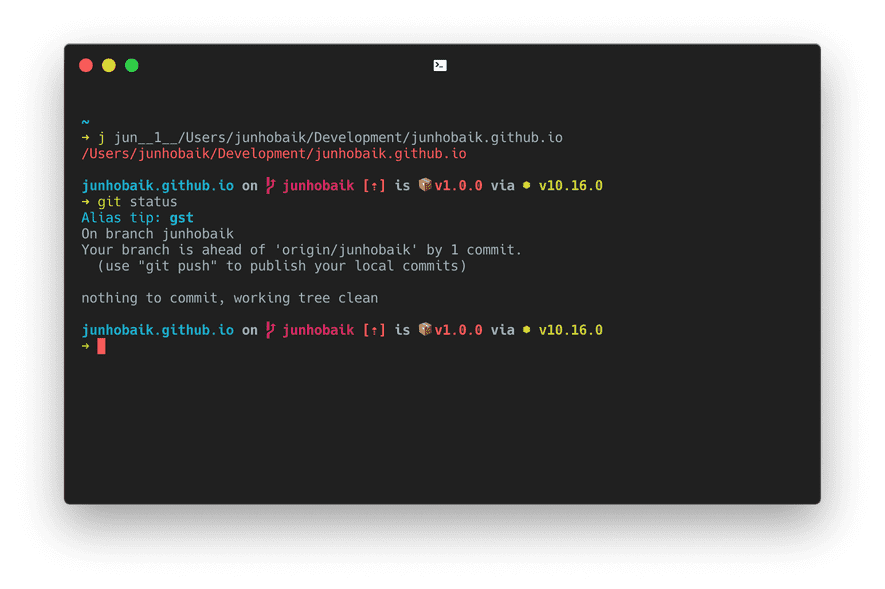 ~
➜ j jun__1__/Users/junhobaik/Development/junhobaik.github.io
/Users/junhobaik/Development/junhobaik.github.io
junhobaik.github.io on junhobaik [⇡] is 📦v1.0.0 via ⬢ v10.16.0
➜ git status
Alias tip: gst
On branch junhobaik
Your branch is ahead of 'origin/junhobaik' by 1 commit.
(use "git push" to publish your local commits)
nothing to commit, working tree clean
junhobaik.github.io on junhobaik [⇡] is 📦v1.0.0 via ⬢ v10.16.0
➜